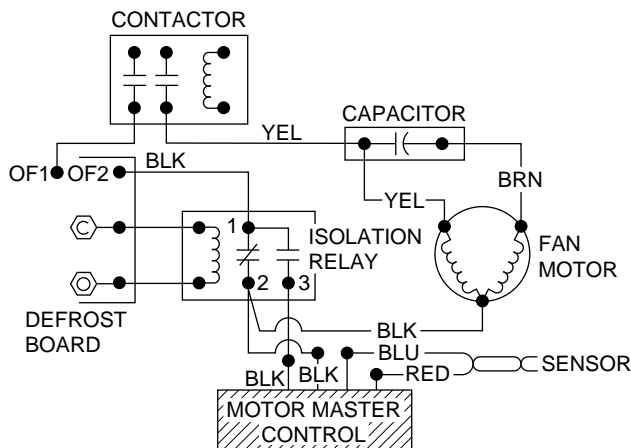 CONTACTOR
CAPACITOR
YEL
OF1
OF2
BLK
BRN
YEL
C
1
ISOLATION
RELAY
FAN
MOTOR
O
2
3
DEFROST
BOARD
BLK
BLU
SENSOR
RED
BLK
BLK
MOTOR MASTER
CONTROL